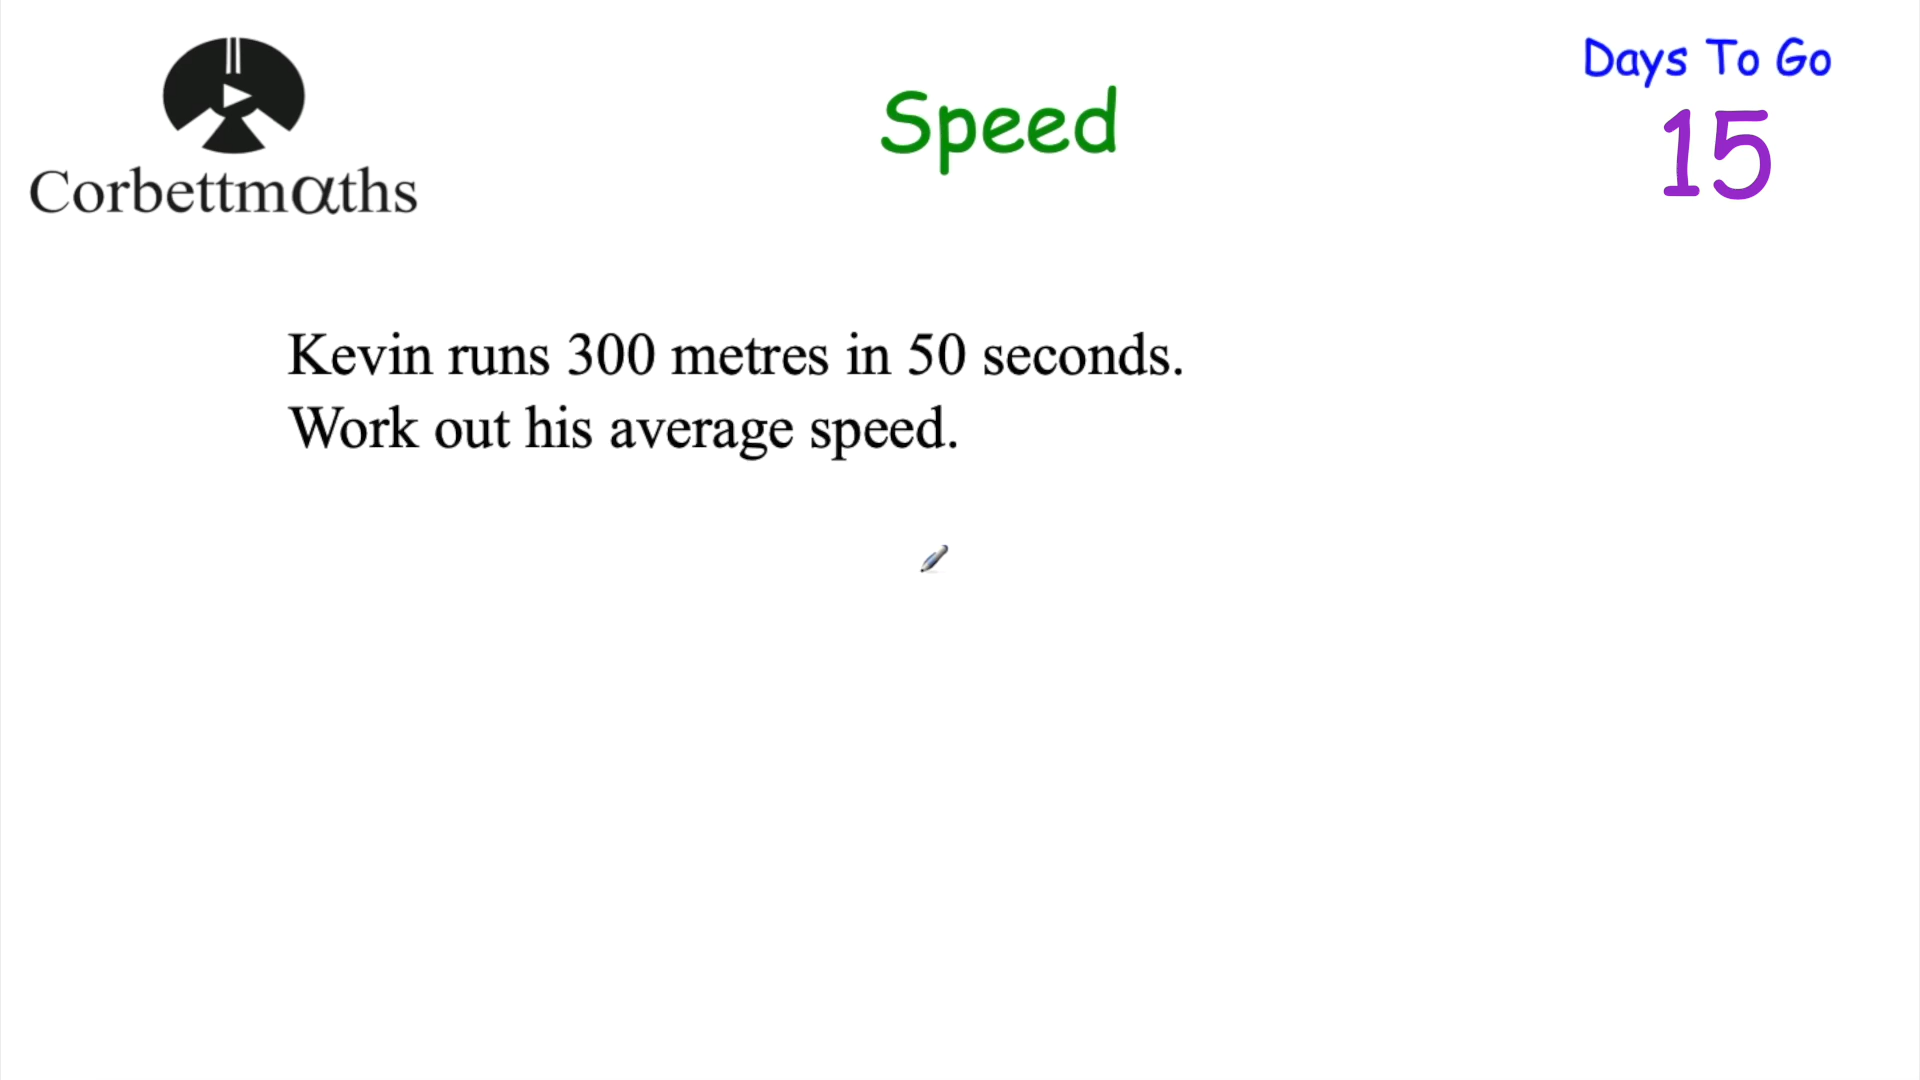 Corbettmαths
Speed
Days To Go
15
Kevin runs 300 metres in 50 seconds.
Work out his average speed.